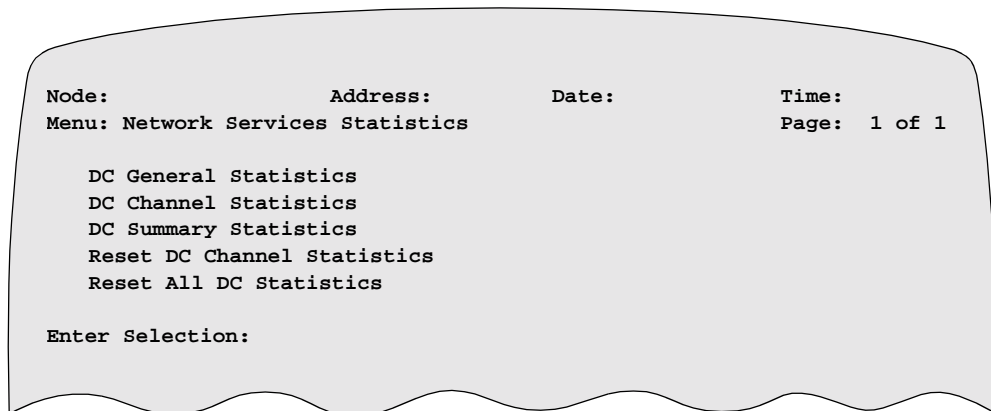 Node: Address: Date: Time:
Menu: Network Services Statistics Page: 1 of 1
DC General Statistics
DC Channel Statistics
DC Summary Statistics
Reset DC Channel Statistics
Reset All DC Statistics
Enter Selection: